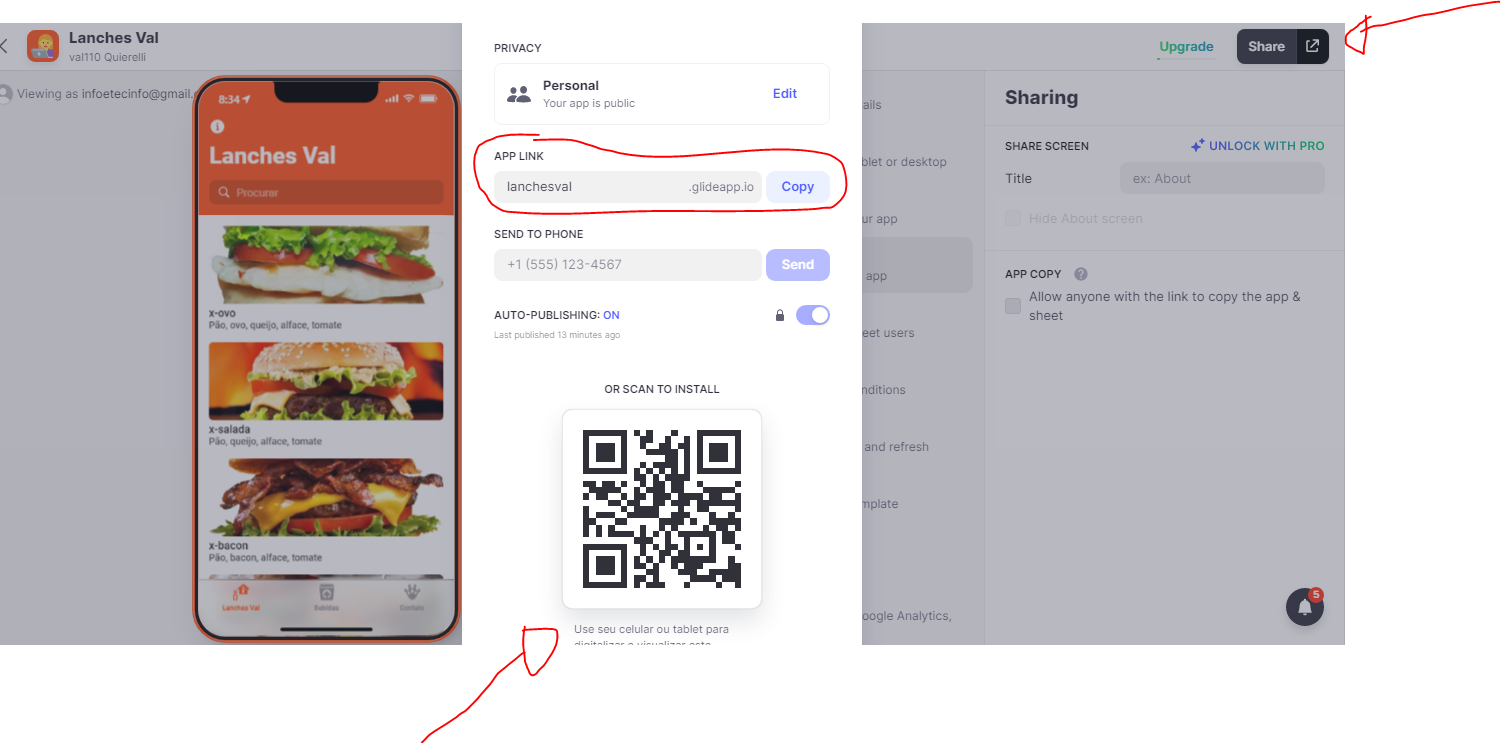 Lanches Val
val110 Quierelli
Viewing as infoetecinfo@gmail.
8:34
Lanches Val
Procurar
x-ovo
Pão, ovo, queijo, alface, tomate
x-salada
Pão, queijo, alface, tomate
x-bacon
Pão, bacon, alface, tomate
Lanches Val
Bebidas
Contato
PRIVACY
Personal
Your app is public
Edit
APP LINK
lanchesval .glideapp.io Copy
SEND TO PHONE
+1 (555) 123-4567 Send
AUTO-PUBLISHING: ON
Last published 13 minutes ago
OR SCAN TO INSTALL
Use seu celular ou tablet para
digitalizar e visualizar este
ails
blet or desktop
ur app
app
eet users
nditions
and refresh
mplate
oogle Analytics,
Upgrade
Share
Sharing
SHARE SCREEN UNLOCK WITH PRO
Title ex: About
Hide About screen
APP COPY ?
Allow anyone with the link to copy the app &
sheet
5